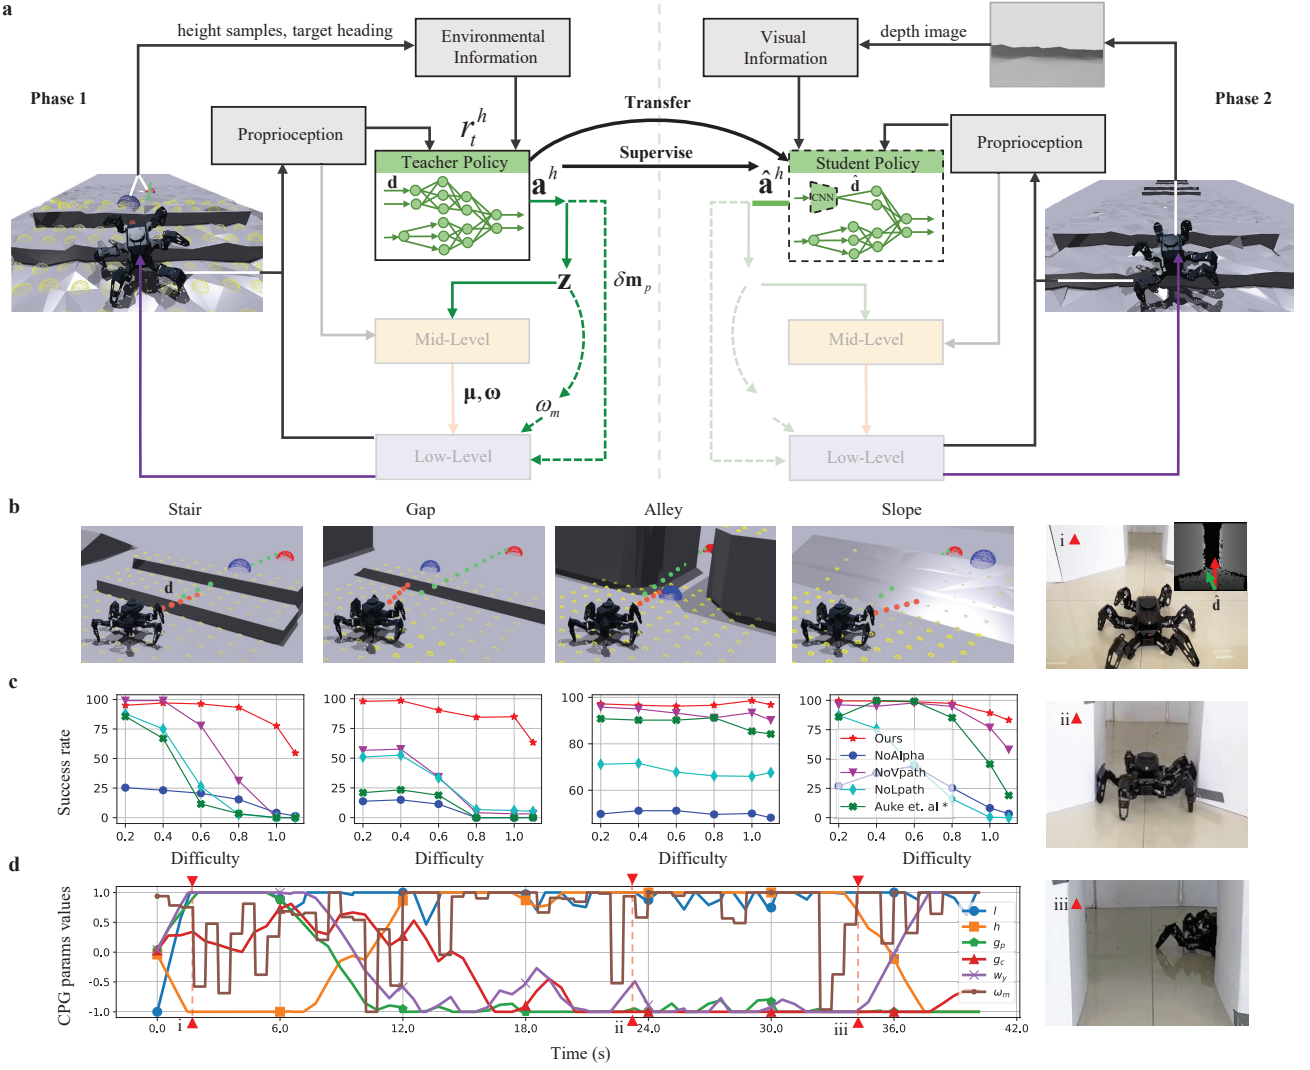 a
height samples, target heading
Environmental
Information
Visual
Information
depth image
Phase 1
Phase 2
Proprioception
r_t^h
Transfer
Supervise
Proprioception
Teacher Policy
d
a^h
â^h
Student Policy
CNN
d̂
z
δm_p
Mid-Level
Mid-Level
μ, ω
ω_m
Low-Level
Low-Level
b
Stair
Gap
Alley
Slope
d
i
d̂
c
Success rate
100
75
50
25
0
0.2 0.4 0.6 0.8 1.0
Difficulty
100
75
50
25
0
0.2 0.4 0.6 0.8 1.0
Difficulty
100
80
60
0.2 0.4 0.6 0.8 1.0
Difficulty
100
75
50
25
0
0.2 0.4 0.6 0.8 1.0
Difficulty
Ours
NoAlpha
NoVpath
NoLpath
Auke et. al *
ii
d
CPG params values
1.0
0.5
0.0
-0.5
-1.0
l
h
g_p
g_c
w_y
ω_m
0.0 6.0 12.0 18.0 24.0 30.0 36.0 42.0
i
ii
iii
Time (s)
iii